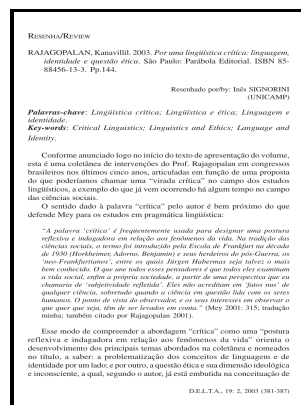 RESENHA/REVIEW
RAJAGOPALAN, Kanavillil. 2003. Por uma lingüística crítica: linguagem,
identidade e questão ética. São Paulo: Parábola Editorial. ISBN 85-
88456-13-3. Pp.144.
Resenhado por/by: Inês SIGNORINI
(UNICAMP)
Palavras-chave: Lingüística crítica; Lingüística e ética; Linguagem e
identidade.
Key-words: Critical Linguistics; Linguistics and Ethics; Language and
Identity.
Conforme anunciado logo no início do texto de apresentação do volume,
esta é uma coletânea de intervenções do Prof. Rajagopalan em congressos
brasileiros nos últimos cinco anos, articuladas em função de uma proposta
do que poderíamos chamar uma “virada crítica” no campo dos estudos
lingüísticos, a exemplo do que já vem ocorrendo há algum tempo no campo
das ciências sociais.
O sentido dado à palavra “crítica” pelo autor é bem próximo do que
defende Mey para os estudos em pragmática lingüística:
“A palavra ‘crítica’ é freqüentemente usada para designar uma postura
reflexiva e indagadora em relação aos fenômenos da vida. Na tradição das
ciências sociais, o termo foi introduzido pela Escola de Frankfurt na década
de 1930 (Horkheimer, Adorno, Benjamin) e seus herdeiros do pós-Guerra, os
‘neo-Frankfurtianos’, entre os quais Jürgen Habermas seja talvez o mais
bem conhecido. O que une todos esses pensadores é que todos eles examinam
a vida social, enfim a própria sociedade, a partir de uma perspectiva que eu
chamaria de ‘subjetividade refletida’. Eles não acreditam em ‘fatos nus’ de
qualquer ciência, sobretudo quando a ciência em questão lida com os seres
humanos. O ponto de vista do observador, e os seus interesses em observar o
que quer que seja, têm de ser levados em conta.” (Mey 2001: 315; tradução
minha; também citado por Rajagopalan 2001).
Esse modo de compreender a abordagem “crítica” como uma “postura
reflexiva e indagadora em relação aos fenômenos da vida” orienta o
desenvolvimento dos principais temas abordados na coletânea e nomeados
no título, a saber: a problematização dos conceitos de linguagem e de
identidade por um lado; e por outro, a questão ética e sua dimensão ideológica
e inconsciente, a qual, segundo o autor, já está embutida na conceituação de
D.E.L.T.A., 19: 2, 2003 (381-387)